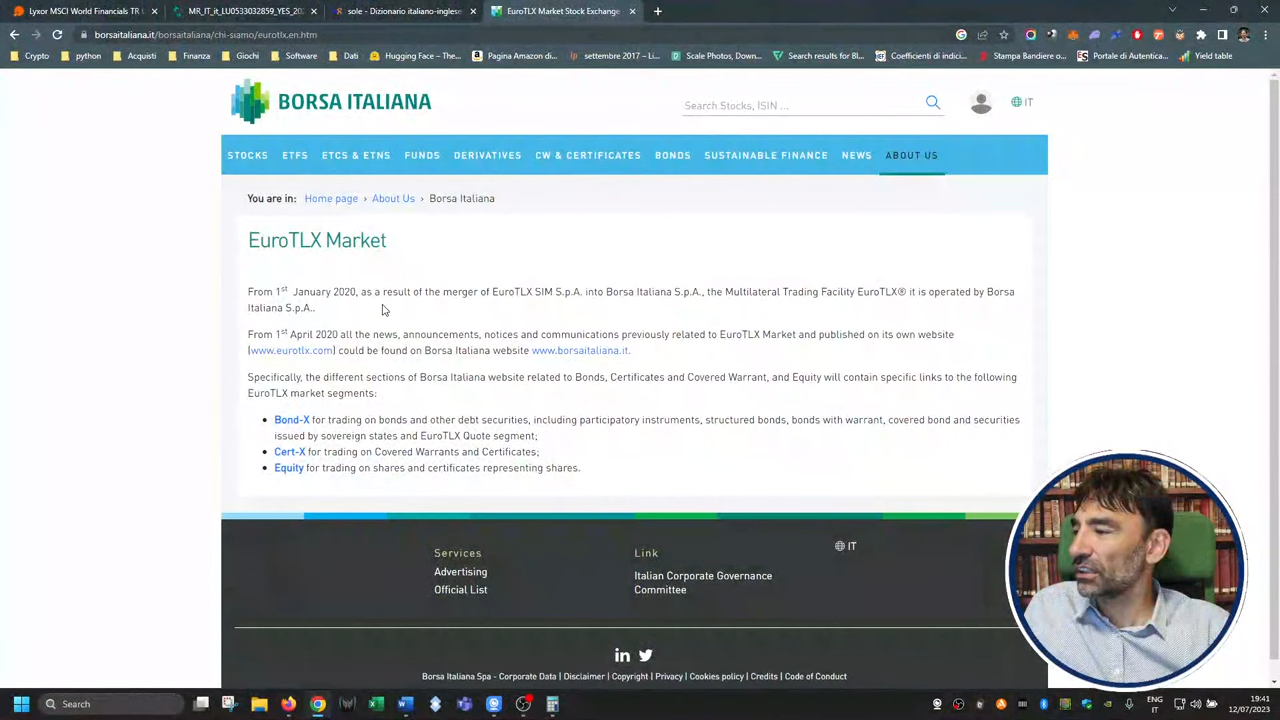 Lyxor MSCI World Financials TR
MR_IT_it_LU0533032859_YES_202
sole - Dizionario italiano-inglese
EuroTLX Market Stock Exchange
borsaitaliana.it/borsaitaliana/chi-siamo/eurotlx.en.htm
Crypto
python
Acquisti
Finanza
Giochi
Software
Dati
Hugging Face – The...
Pagina Amazon di...
settembre 2017 – Li...
Scale Photos, Down...
Search results for Bl...
Coefficienti di indici...
Stampa Bandiere o...
Portale di Autentica...
Yield table
BORSA ITALIANA
Search Stocks, ISIN ...
IT
STOCKS ETFS ETCS & ETNS FUNDS DERIVATIVES CW & CERTIFICATES BONDS SUSTAINABLE FINANCE NEWS ABOUT US
You are in: Home page › About Us › Borsa Italiana
EuroTLX Market
From 1st January 2020, as a result of the merger of EuroTLX SIM S.p.A. into Borsa Italiana S.p.A., the Multilateral Trading Facility EuroTLX® it is operated by Borsa
Italiana S.p.A..
From 1st April 2020 all the news, announcements, notices and communications previously related to EuroTLX Market and published on its own website
(www.eurotlx.com) could be found on Borsa Italiana website www.borsaitaliana.it.
Specifically, the different sections of Borsa Italiana website related to Bonds, Certificates and Covered Warrant, and Equity will contain specific links to the following
EuroTLX market segments:
Bond-X for trading on bonds and other debt securities, including participatory instruments, structured bonds, bonds with warrant, covered bond and securities
issued by sovereign states and EuroTLX Quote segment;
Cert-X for trading on Covered Warrants and Certificates;
Equity for trading on shares and certificates representing shares.
Services
Advertising
Official List
Link
Italian Corporate Governance
Committee
IT
Borsa Italiana Spa - Corporate Data | Disclaimer | Copyright | Privacy | Cookies policy | Credits | Code of Conduct
Search
ENG
IT
19:41
12/07/2023